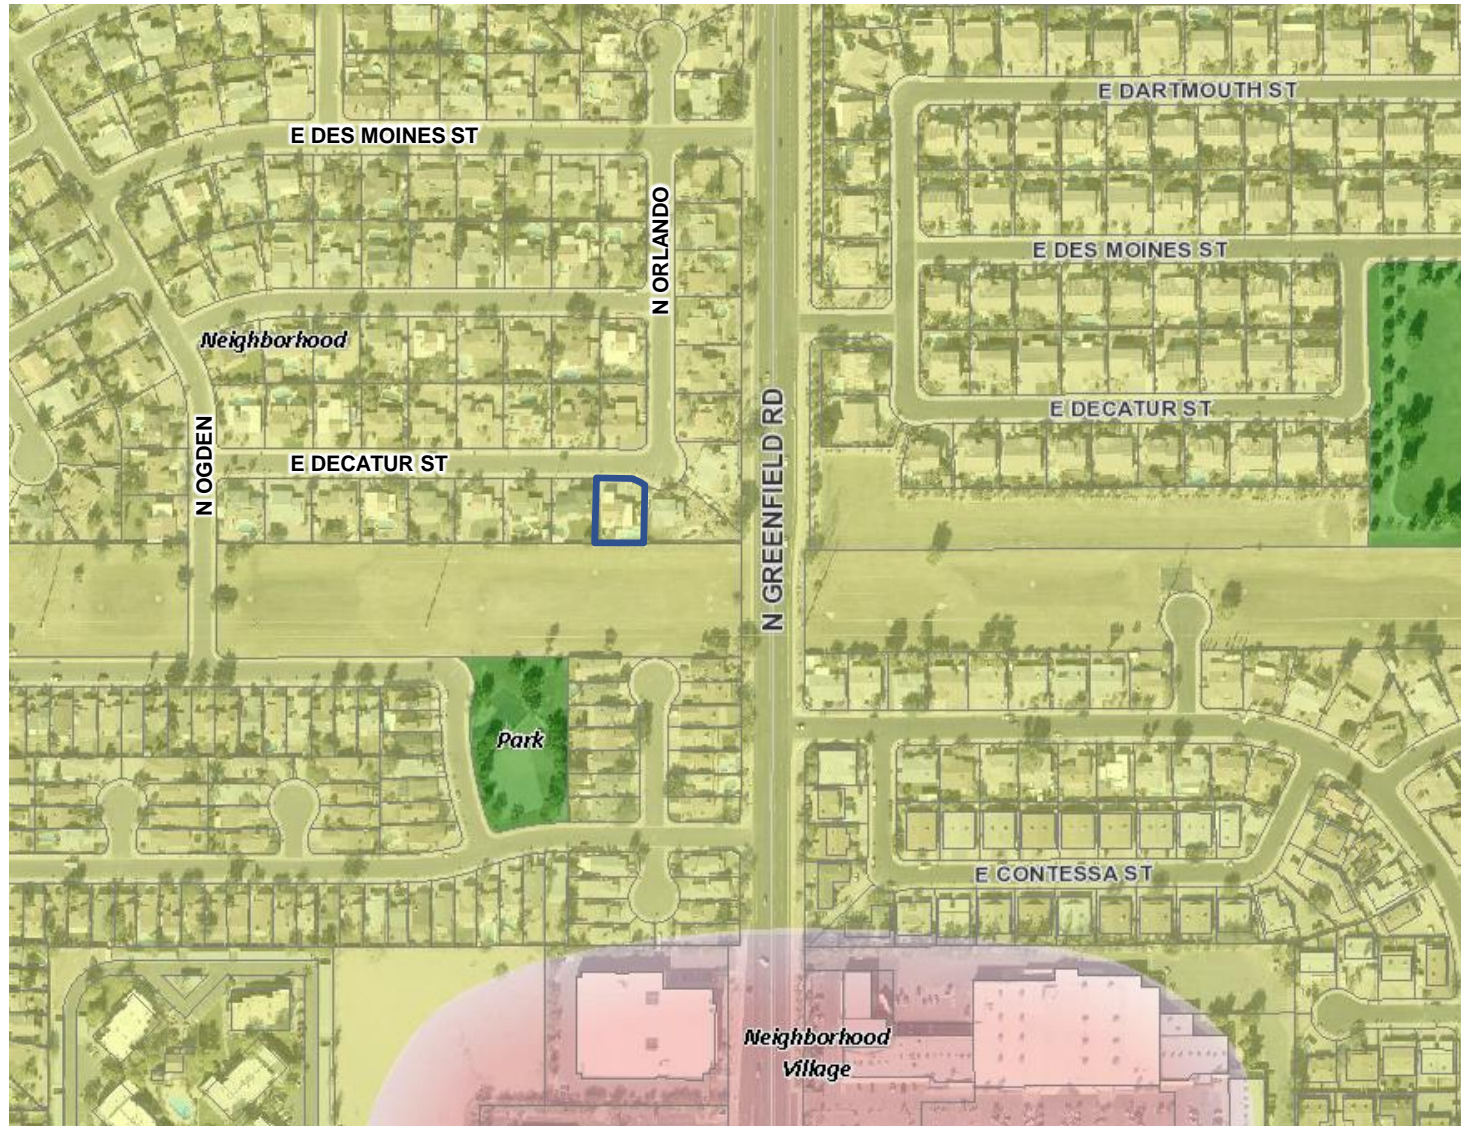 E DARTMOUTH ST
E DES MOINES ST
N ORLANDO
E DES MOINES ST
Neighborhood
N OGDEN
E DECATUR ST
N GREENFIELD RD
E DECATUR ST
Park
E CONTESSA ST
Neighborhood
Village